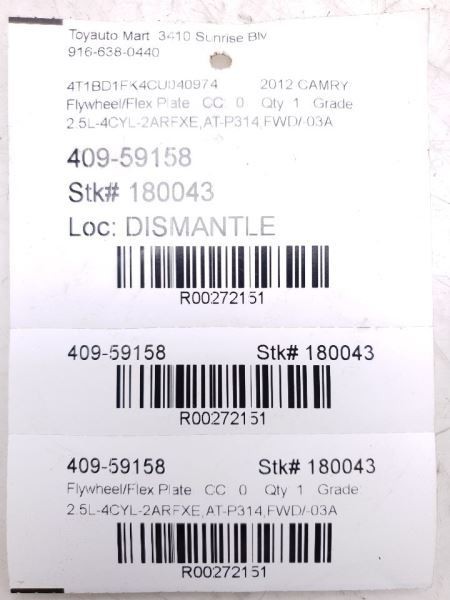 Toyauto Mart 3410 Sunrise Blv
916-638-0440
4T1BD1FK4CU040974 2012 CAMRY
Flywheel/Flex Plate CC: 0 Qty 1 Grade
2.5L-4CYL-2ARFXE,AT-P314,FWD/-03A
409-59158
Stk# 180043
Loc: DISMANTLE
R00272151
409-59158 Stk# 180043
R00272151
409-59158 Stk# 180043
Flywheel/Flex Plate CC: 0 Qty 1 Grade
2.5L-4CYL-2ARFXE,AT-P314,FWD/-03A
R00272151